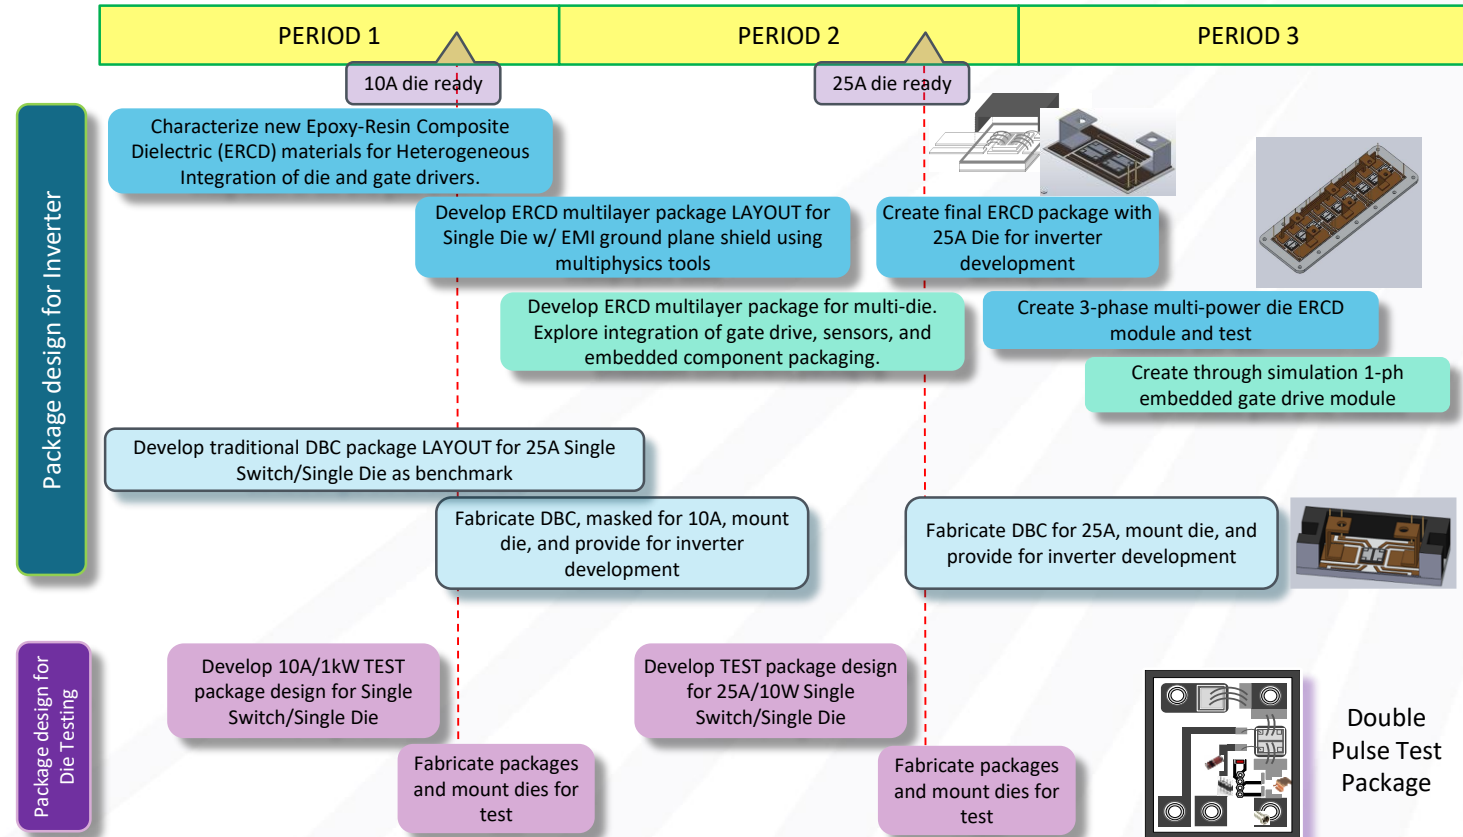 PERIOD 1
PERIOD 2
PERIOD 3
10A die ready
25A die ready
Package design for Inverter
Characterize new Epoxy-Resin Composite
Dielectric (ERCD) materials for Heterogeneous
Integration of die and gate drivers.
Develop ERCD multilayer package LAYOUT for
Single Die w/ EMI ground plane shield using
multiphysics tools
Create final ERCD package with
25A Die for inverter
development
Develop ERCD multilayer package for multi-die.
Explore integration of gate drive, sensors, and
embedded component packaging.
Create 3-phase multi-power die ERCD
module and test
Create through simulation 1-ph
embedded gate drive module
Develop traditional DBC package LAYOUT for 25A Single
Switch/Single Die as benchmark
Fabricate DBC, masked for 10A, mount
die, and provide for inverter
development
Fabricate DBC for 25A, mount die, and
provide for inverter development
Package design for
Die Testing
Develop 10A/1kW TEST
package design for Single
Switch/Single Die
Develop TEST package design
for 25A/10W Single
Switch/Single Die
Fabricate packages
and mount dies for
test
Fabricate packages
and mount dies for
test
Double
Pulse Test
Package